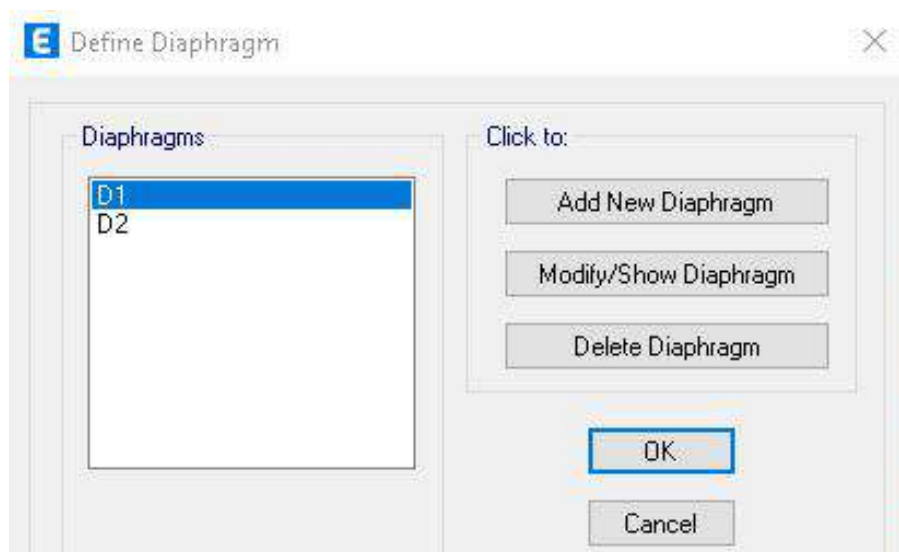 E Define Diaphragm
Diaphragms
D1
D2
Click to:
Add New Diaphragm
Modify/Show Diaphragm
Delete Diaphragm
OK
Cancel